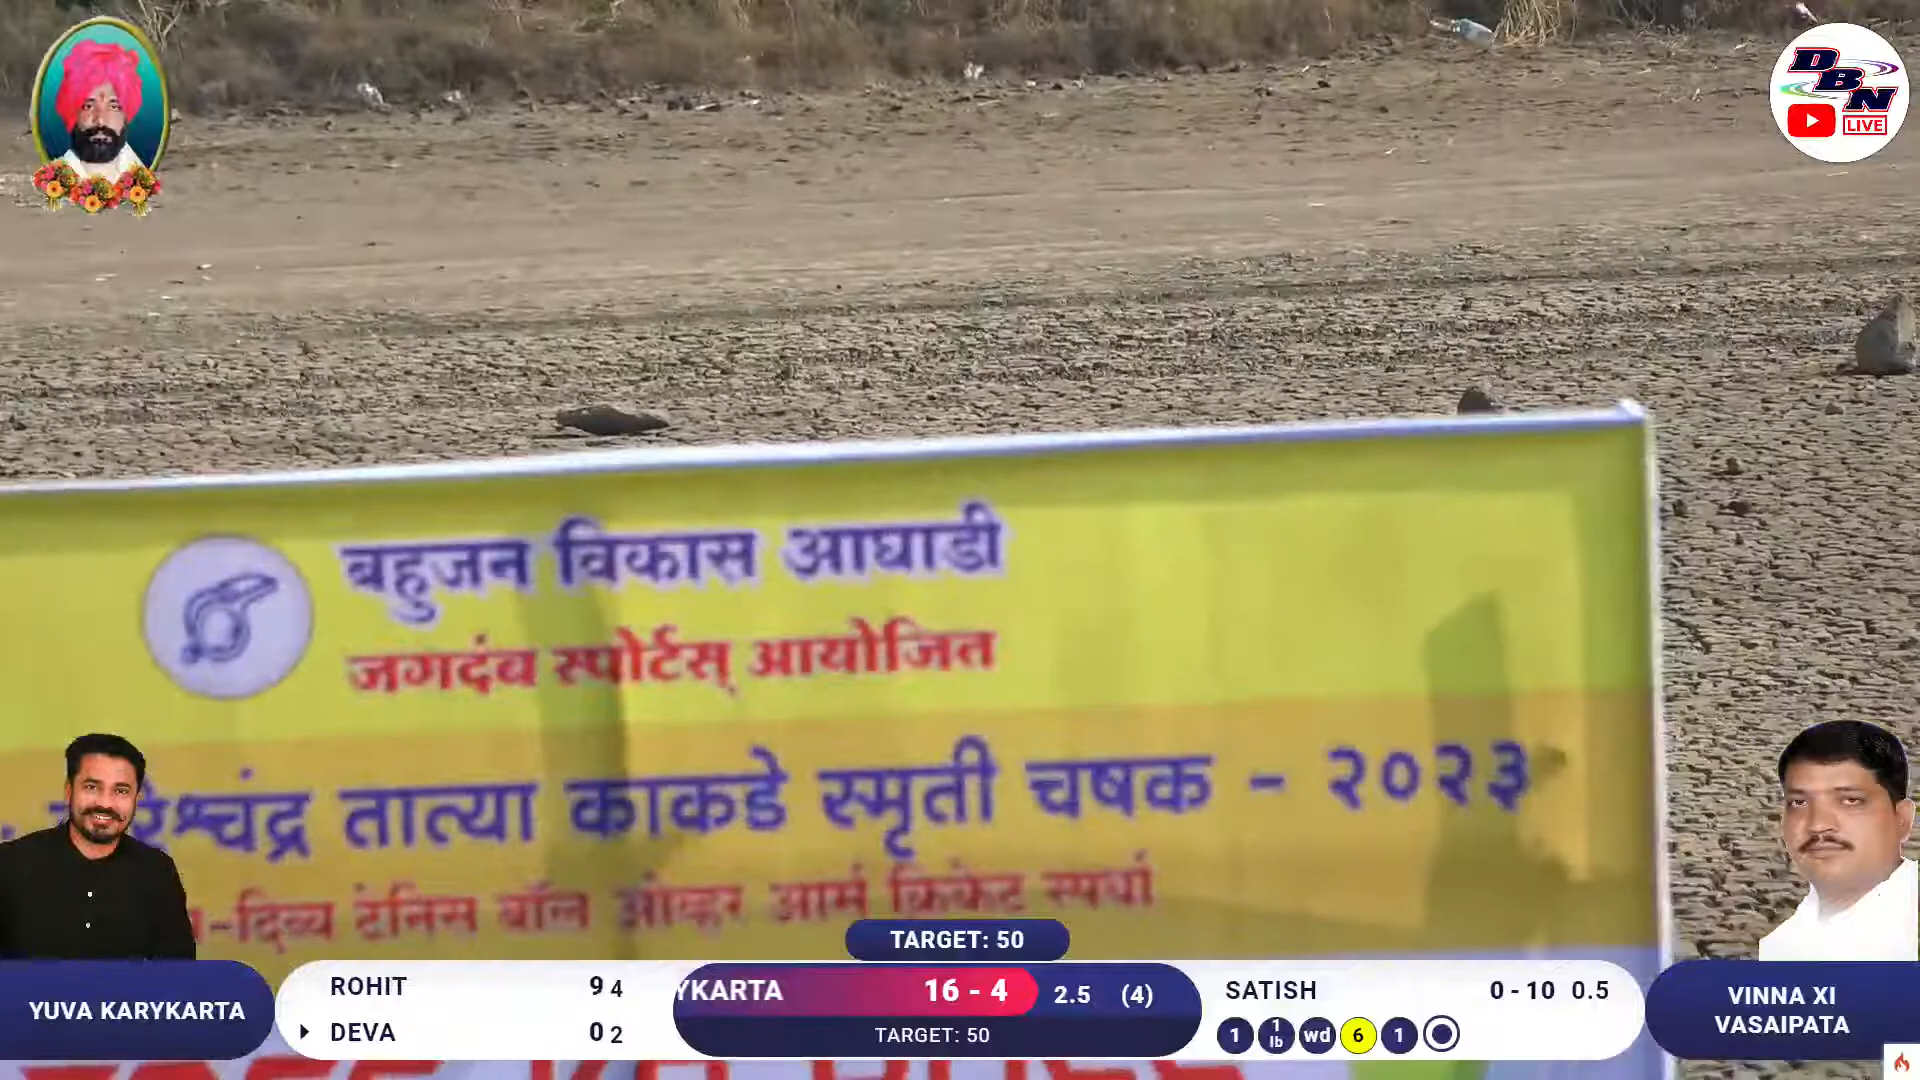 DBN
LIVE
बहुजन विकास आघाडी
जगदंब स्पोर्टस् आयोजित
तात्या काकडे स्मृती चषक - २०२३
-दिव्य टेनिस बॉल ओव्हर आर्म क्रिकेट स्पर्धा
TARGET: 50
YUVA KARYKARTA
ROHIT 9 4
DEVA 0 2
YKARTA 16 - 4 2.5 (4)
TARGET: 50
SATISH 0 - 10 0.5
1 1 lb wd 6 1
VINNA XI
VASAIPATA